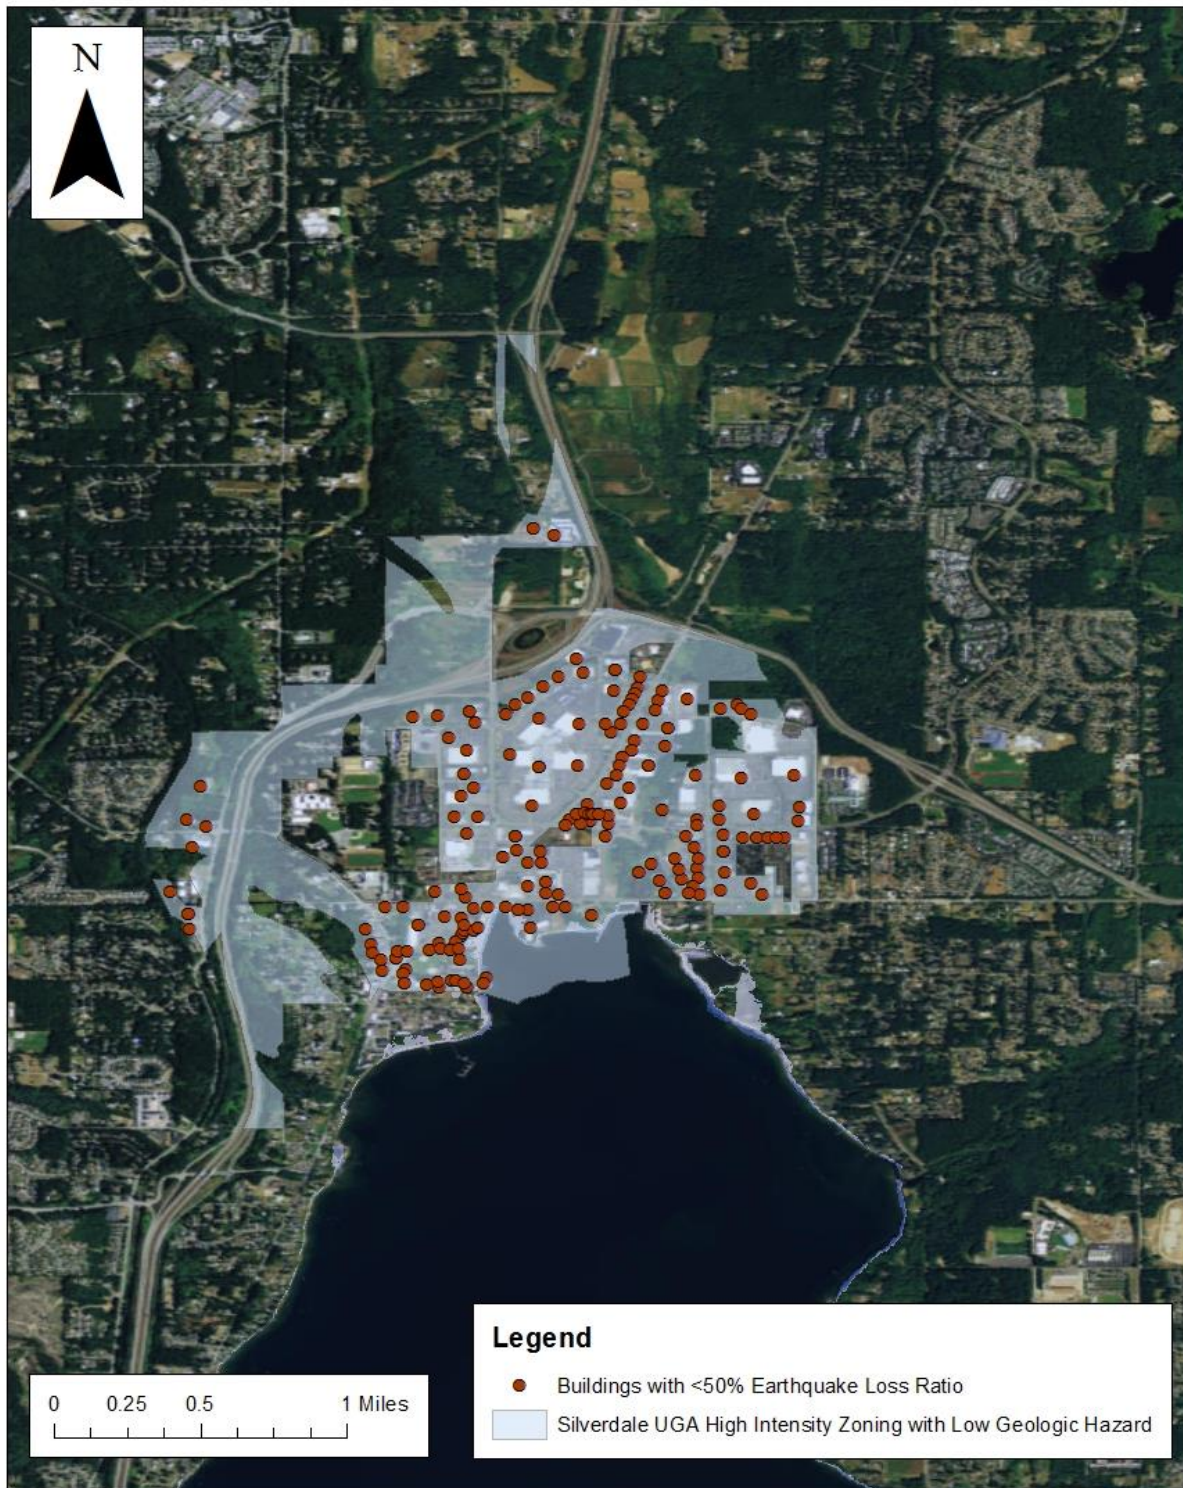 N
Legend
Buildings with <50% Earthquake Loss Ratio
Silverdale UGA High Intensity Zoning with Low Geologic Hazard
0 0.25 0.5 1 Miles